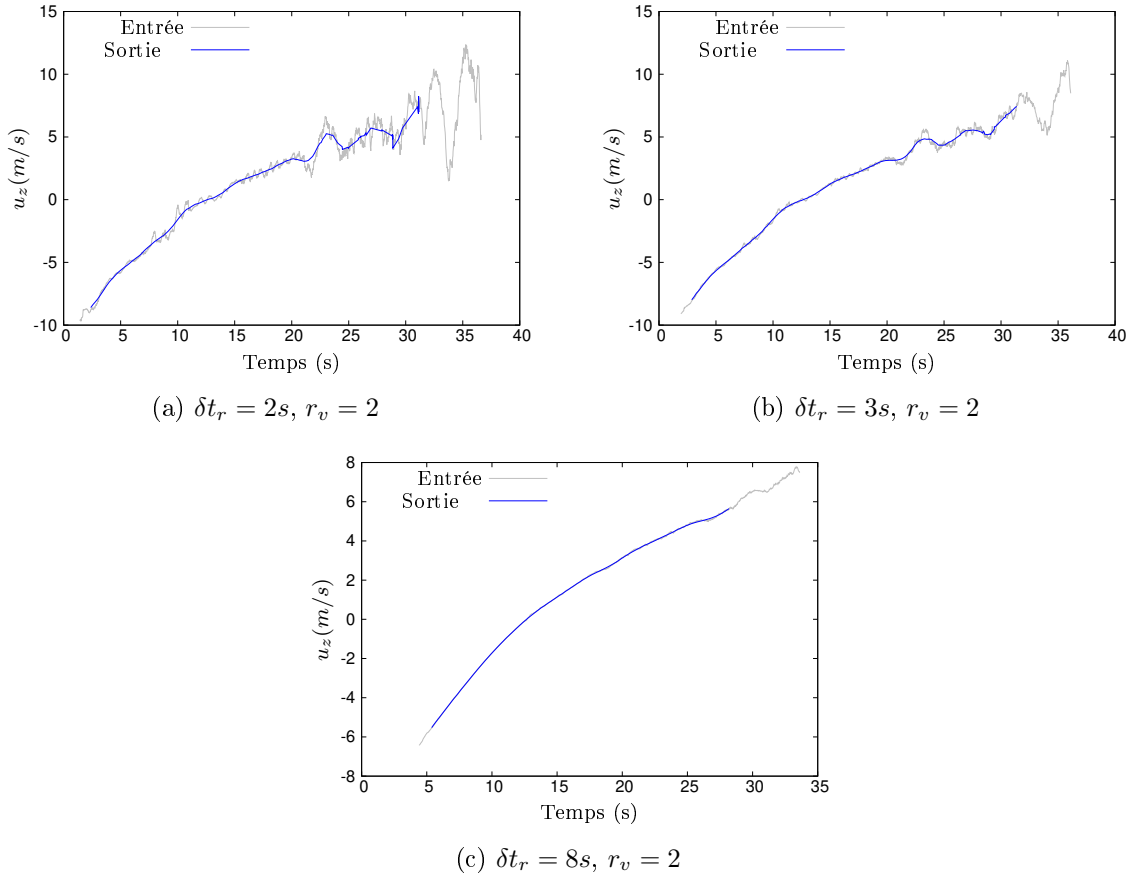 Entrée
Sortie
15
10
5
0
-5
-10
u_z(m/s)
0 5 10 15 20 25 30 35 40
Temps (s)
(a) δt_r = 2s, r_v = 2
Entrée
Sortie
15
10
5
0
-5
-10
u_z(m/s)
0 5 10 15 20 25 30 35 40
Temps (s)
(b) δt_r = 3s, r_v = 2
Entrée
Sortie
8
6
4
2
0
-2
-4
-6
-8
u_z(m/s)
0 5 10 15 20 25 30 35
Temps (s)
(c) δt_r = 8s, r_v = 2